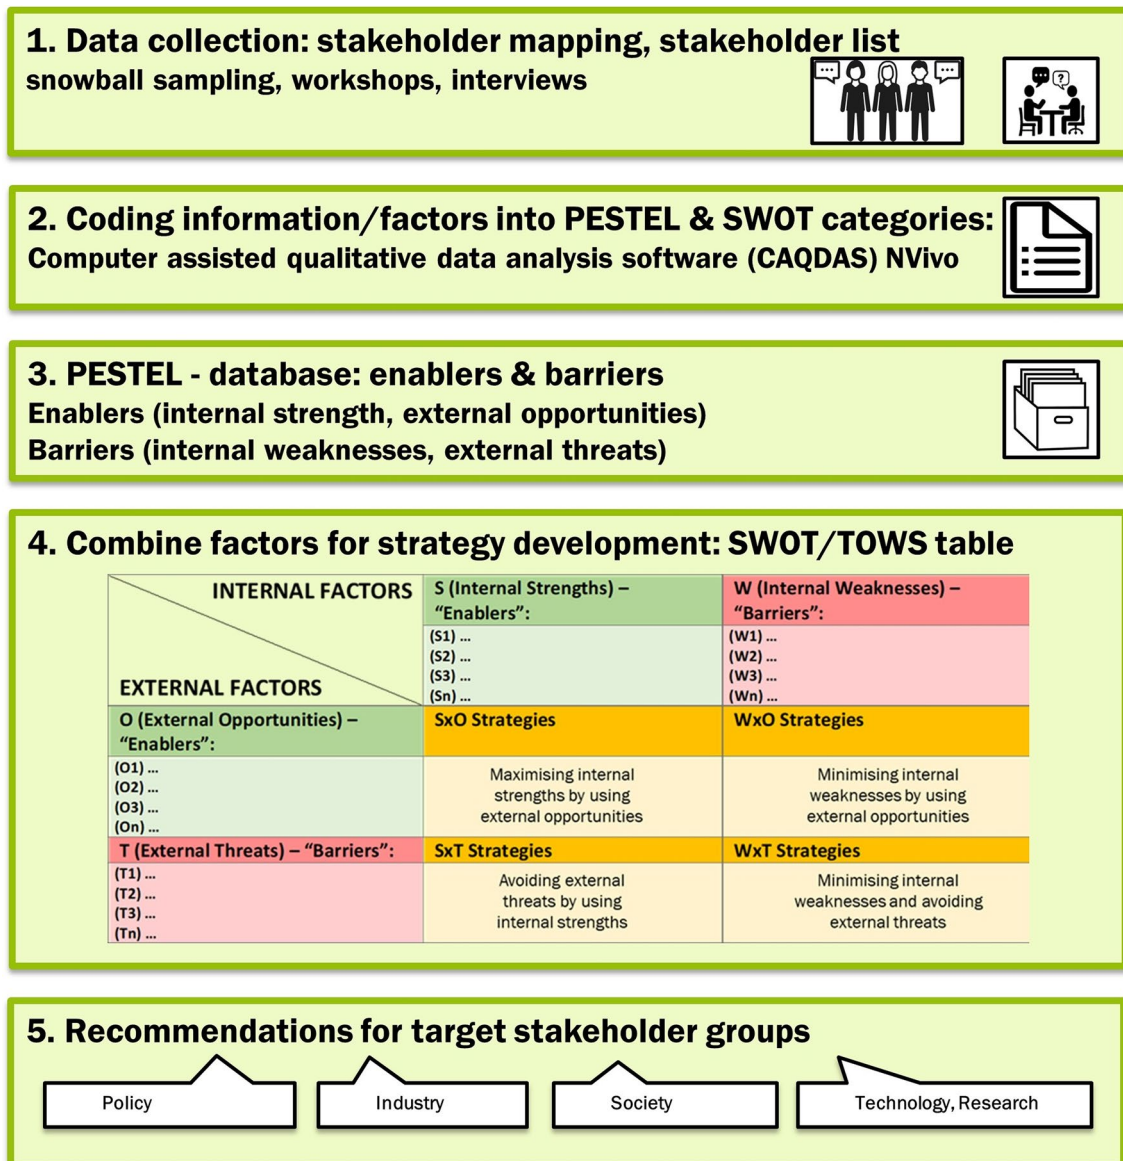 1. Data collection: stakeholder mapping, stakeholder list
snowball sampling, workshops, interviews
2. Coding information/factors into PESTEL & SWOT categories:
Computer assisted qualitative data analysis software (CAQDAS) NVivo
3. PESTEL - database: enablers & barriers
Enablers (internal strength, external opportunities)
Barriers (internal weaknesses, external threats)
4. Combine factors for strategy development: SWOT/TOWS table
INTERNAL FACTORS
EXTERNAL FACTORS
S (Internal Strengths) –
“Enablers”:
(S1) ...
(S2) ...
(S3) ...
(Sn) ...
W (Internal Weaknesses) –
“Barriers”:
(W1) ...
(W2) ...
(W3) ...
(Wn) ...
O (External Opportunities) –
“Enablers”:
(O1) ...
(O2) ...
(O3) ...
(On) ...
SxO Strategies
Maximising internal
strengths by using
external opportunities
WxO Strategies
Minimising internal
weaknesses by using
external opportunities
T (External Threats) – “Barriers”:
(T1) ...
(T2) ...
(T3) ...
(Tn) ...
SxT Strategies
Avoiding external
threats by using
internal strengths
WxT Strategies
Minimising internal
weaknesses and avoiding
external threats
5. Recommendations for target stakeholder groups
Policy
Industry
Society
Technology, Research